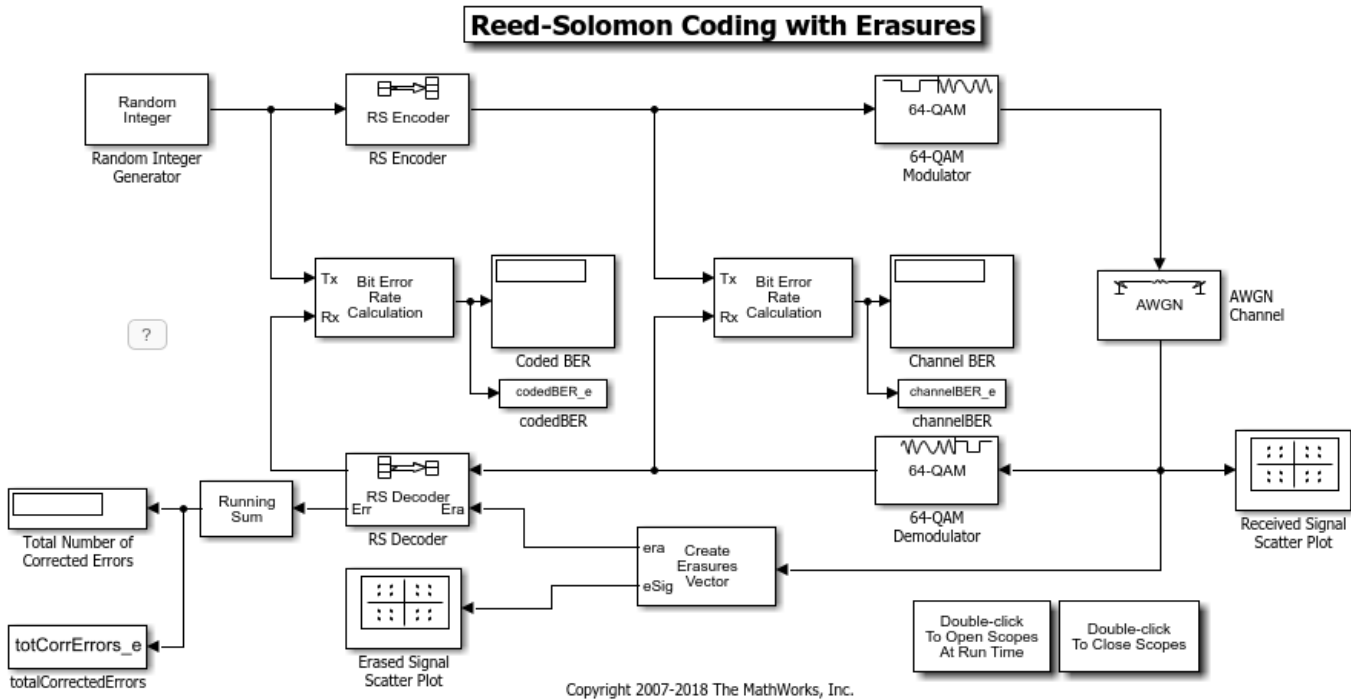 Reed-Solomon Coding with Erasures
Random
Integer
Random Integer
Generator
RS Encoder
RS Encoder
64-QAM
64-QAM
Modulator
Tx
Rx
Bit Error
Rate
Calculation
Coded BER
codedBER_e
codedBER
Tx
Rx
Bit Error
Rate
Calculation
Channel BER
channelBER_e
channelBER
AWGN
AWGN
Channel
?
Total Number of
Corrected Errors
Running
Sum
RS Decoder
Err
Era
RS Decoder
64-QAM
64-QAM
Demodulator
Received Signal
Scatter Plot
era
eSig
Create
Erasures
Vector
totCorrErrors_e
totalCorrectedErrors
Erased Signal
Scatter Plot
Double-click
To Open Scopes
At Run Time
Double-click
To Close Scopes
Copyright 2007-2018 The MathWorks, Inc.